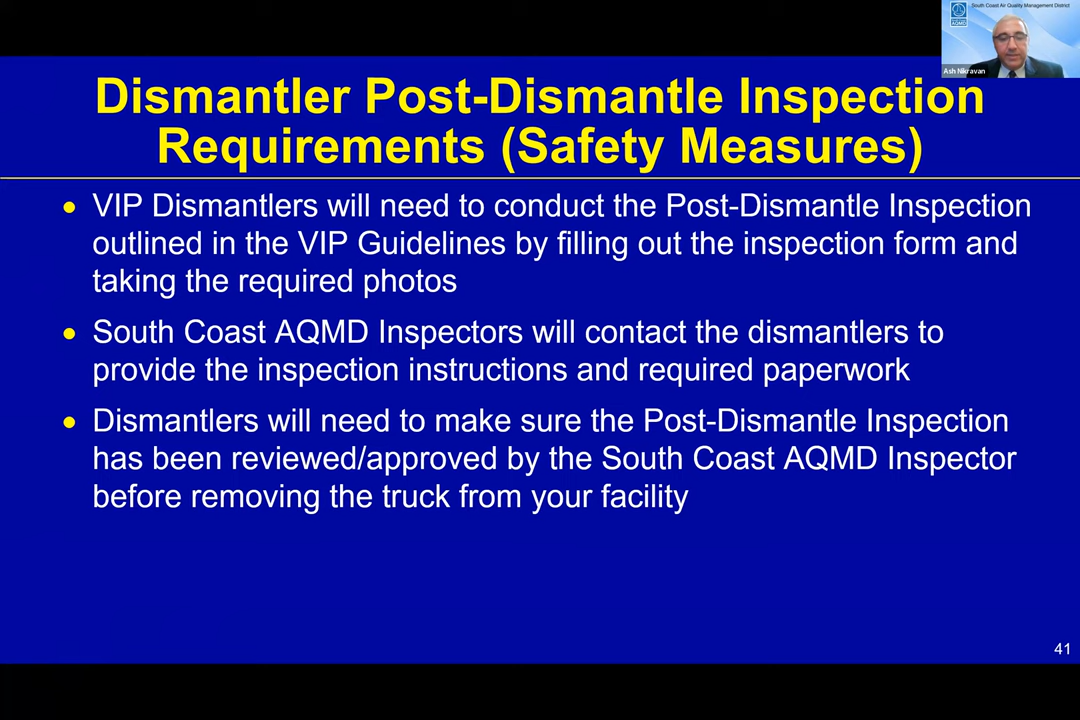 South Coast Air Quality Management District
AQMD
Ash Nikravan
Dismantler Post-Dismantle Inspection
Requirements (Safety Measures)
• VIP Dismantlers will need to conduct the Post-Dismantle Inspection
outlined in the VIP Guidelines by filling out the inspection form and
taking the required photos
• South Coast AQMD Inspectors will contact the dismantlers to
provide the inspection instructions and required paperwork
• Dismantlers will need to make sure the Post-Dismantle Inspection
has been reviewed/approved by the South Coast AQMD Inspector
before removing the truck from your facility
41